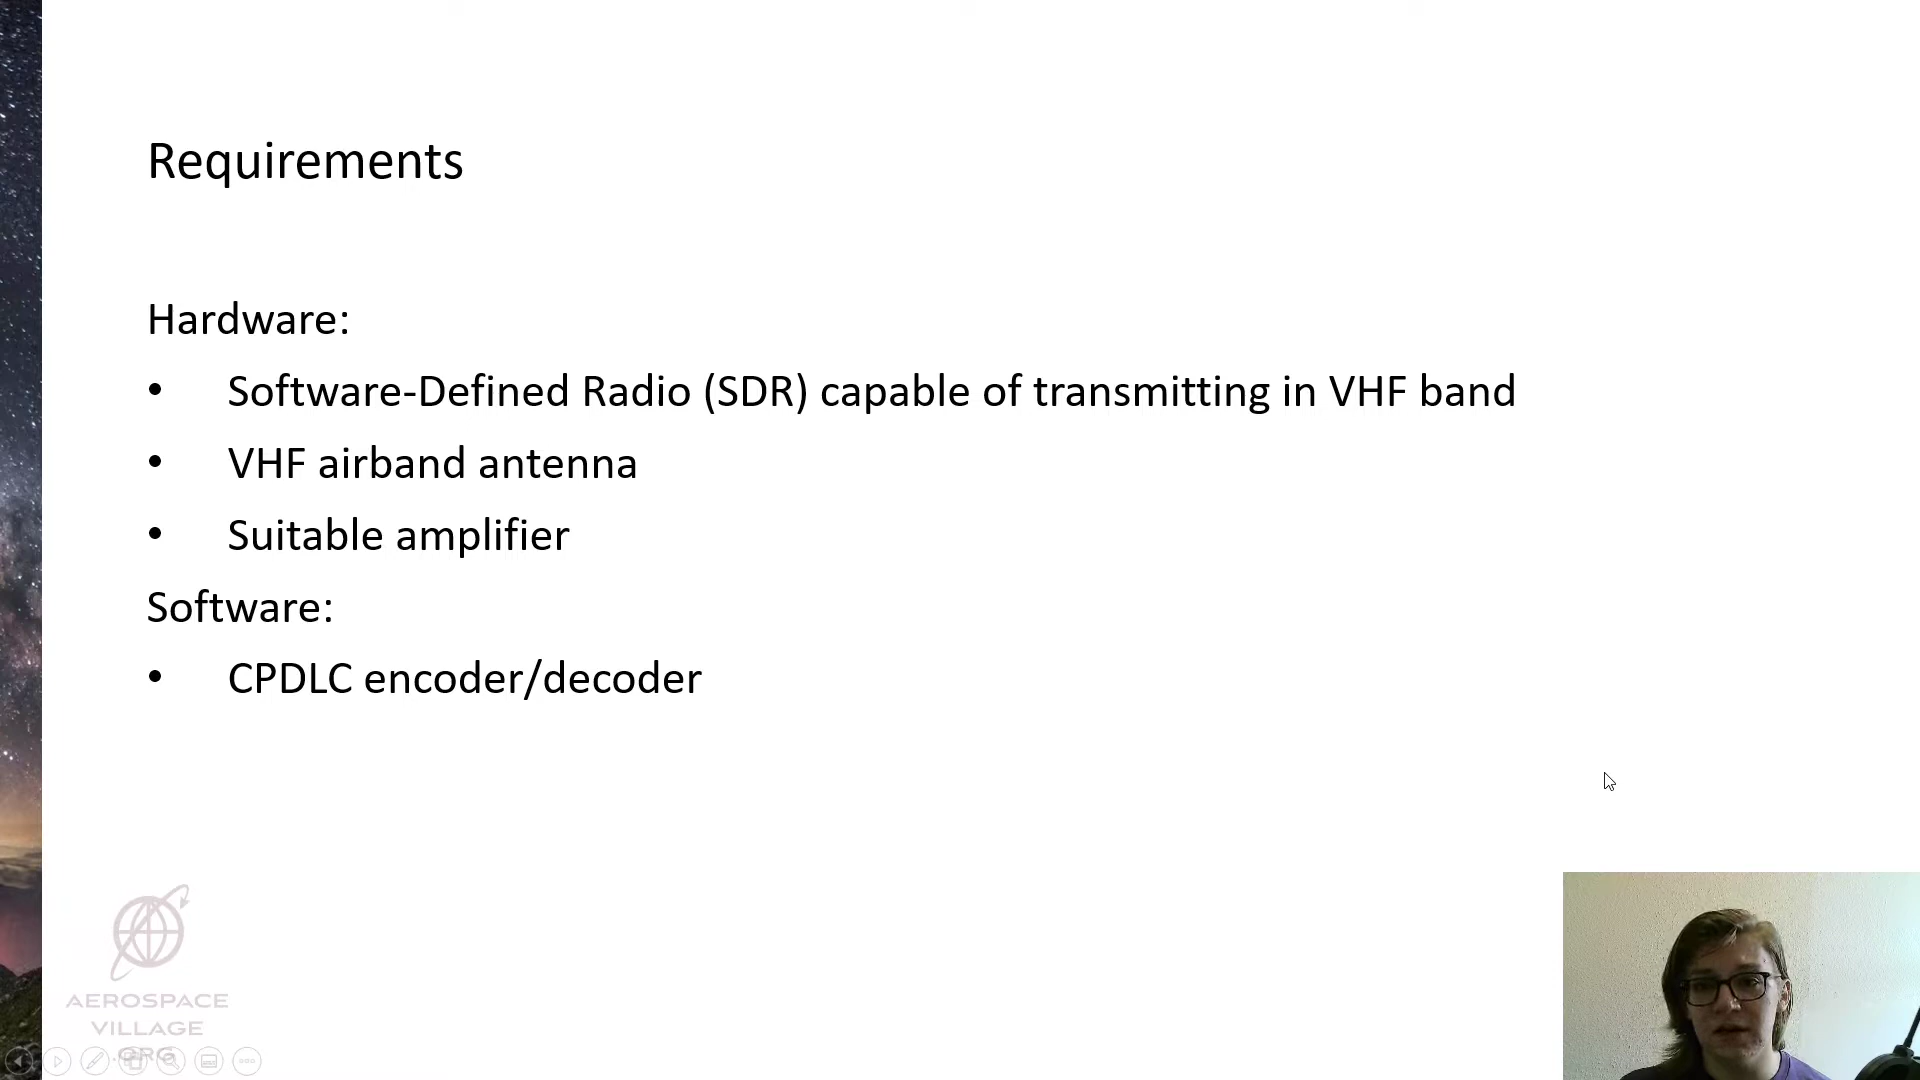 Requirements
Hardware:
• Software-Defined Radio (SDR) capable of transmitting in VHF band
• VHF airband antenna
• Suitable amplifier
Software:
• CPDLC encoder/decoder
AEROSPACE
VILLAGE
.ORG